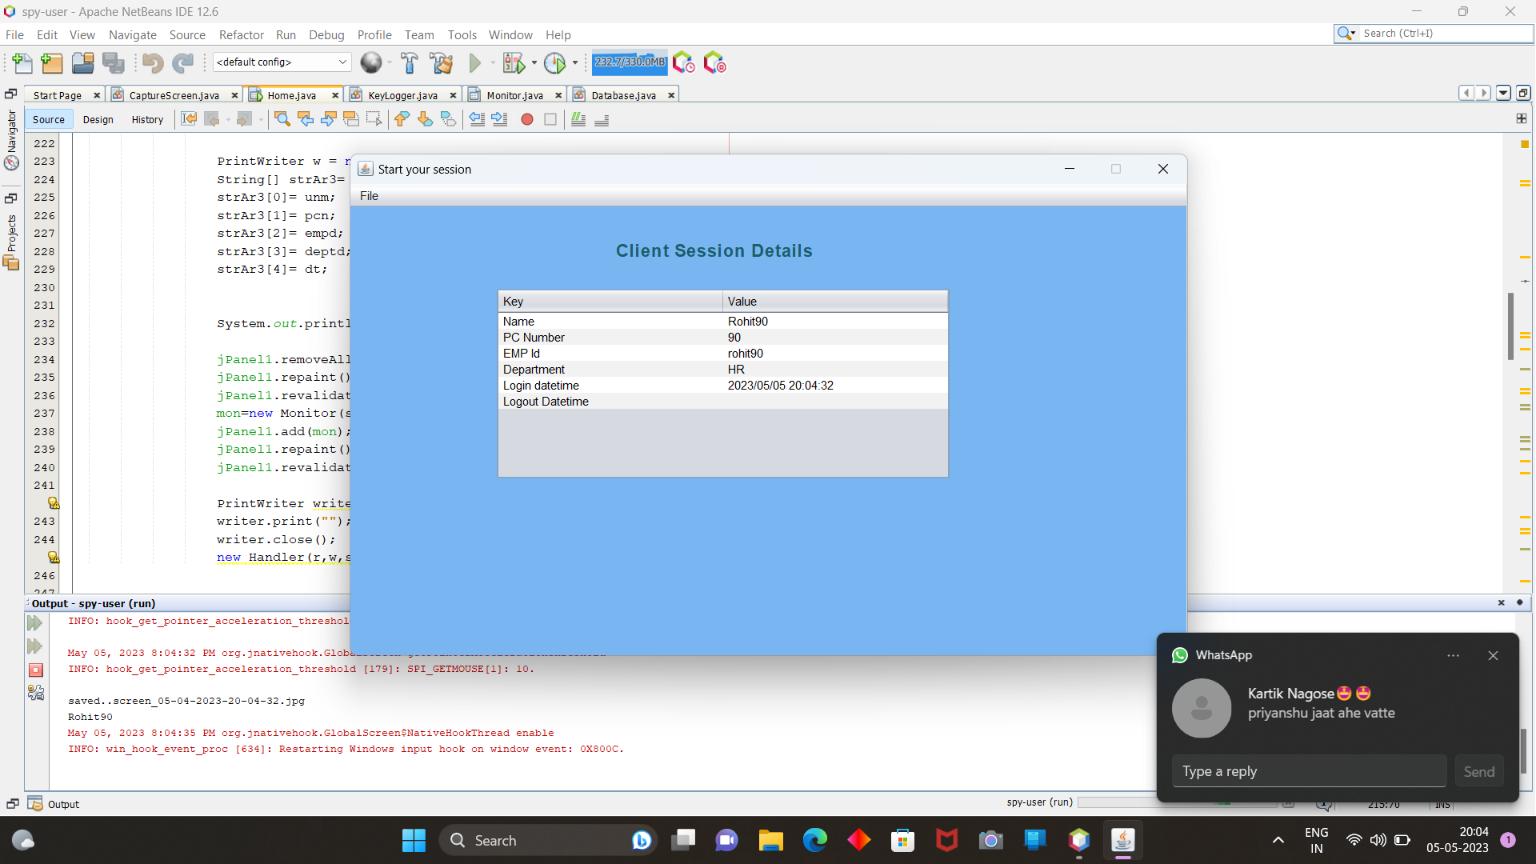 spy-user - Apache NetBeans IDE 12.6
File Edit View Navigate Source Refactor Run Debug Profile Team Tools Window Help
Search (Ctrl+I)
<default config>
232.7/330.0MB
Start Page CaptureScreen.java Home.java KeyLogger.java Monitor.java Database.java
Source Design History
Navigator
Projects
222
223 PrintWriter w = n
224 String[] strAr3=
225 strAr3[0]= unm;
226 strAr3[1]= pcn;
227 strAr3[2]= empd;
228 strAr3[3]= deptd;
229 strAr3[4]= dt;
230
231
232 System.out.printl
233
234 jPanel1.removeAll
235 jPanel1.repaint()
236 jPanel1.revalidat
237 mon=new Monitor(s
238 jPanel1.add(mon);
239 jPanel1.repaint()
240 jPanel1.revalidat
241
PrintWriter write
243 writer.print("");
244 writer.close();
new Handler(r,w,s
246
Start your session
File
Client Session Details
Key Value
Name Rohit90
PC Number 90
EMP Id rohit90
Department HR
Login datetime 2023/05/05 20:04:32
Logout Datetime
Output - spy-user (run)
INFO: hook_get_pointer_acceleration_threshol
May 05, 2023 8:04:32 PM
INFO: hook_get_pointer_acceleration_threshold [179]: SPI_GETMOUSE[1]: 10.
saved..screen_05-04-2023-20-04-32.jpg
Rohit90
May 05, 2023 8:04:35 PM org.jnativehook.GlobalScreen$NativeHookThread enable
INFO: win_hook_event_proc [634]: Restarting Windows input hook on window event: 0X800C.
WhatsApp
Kartik Nagose🤩🤩
priyanshu jaat ahe vatte
Type a reply
Send
Output
spy-user (run)
215:70 INS
Search
ENG
IN
20:04
05-05-2023
1